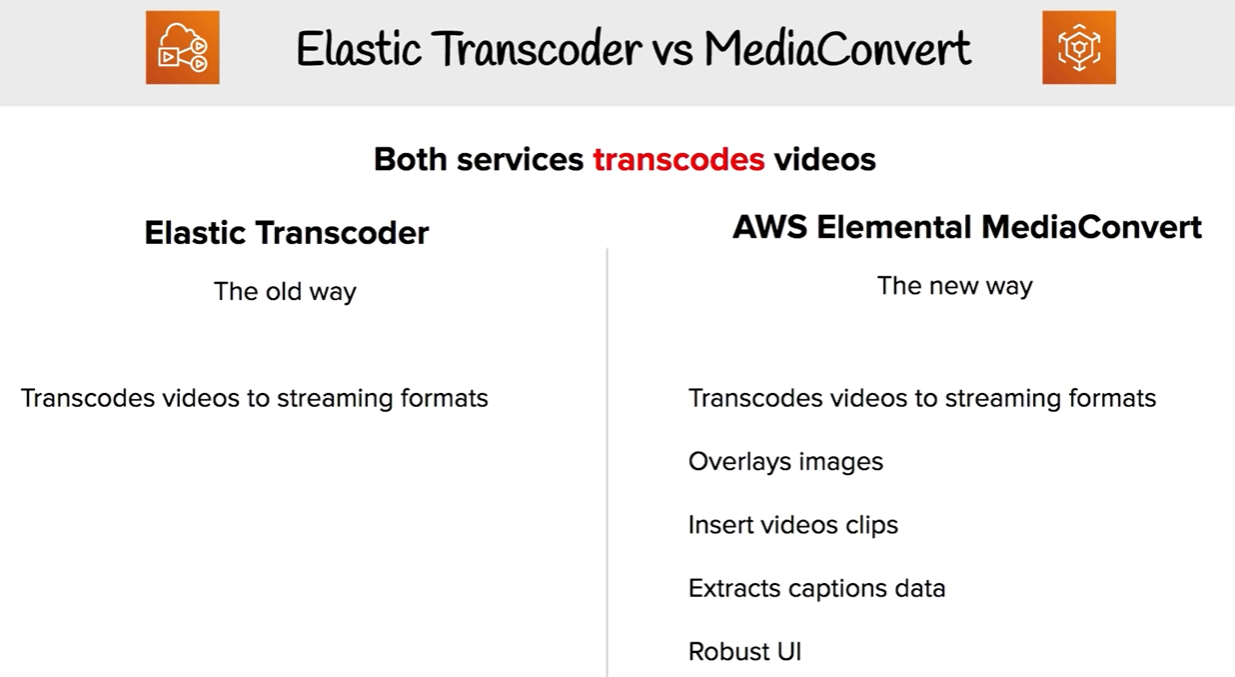 Elastic Transcoder vs MediaConvert
Both services transcodes videos
Elastic Transcoder
The old way
Transcodes videos to streaming formats
AWS Elemental MediaConvert
The new way
Transcodes videos to streaming formats
Overlays images
Insert videos clips
Extracts captions data
Robust UI